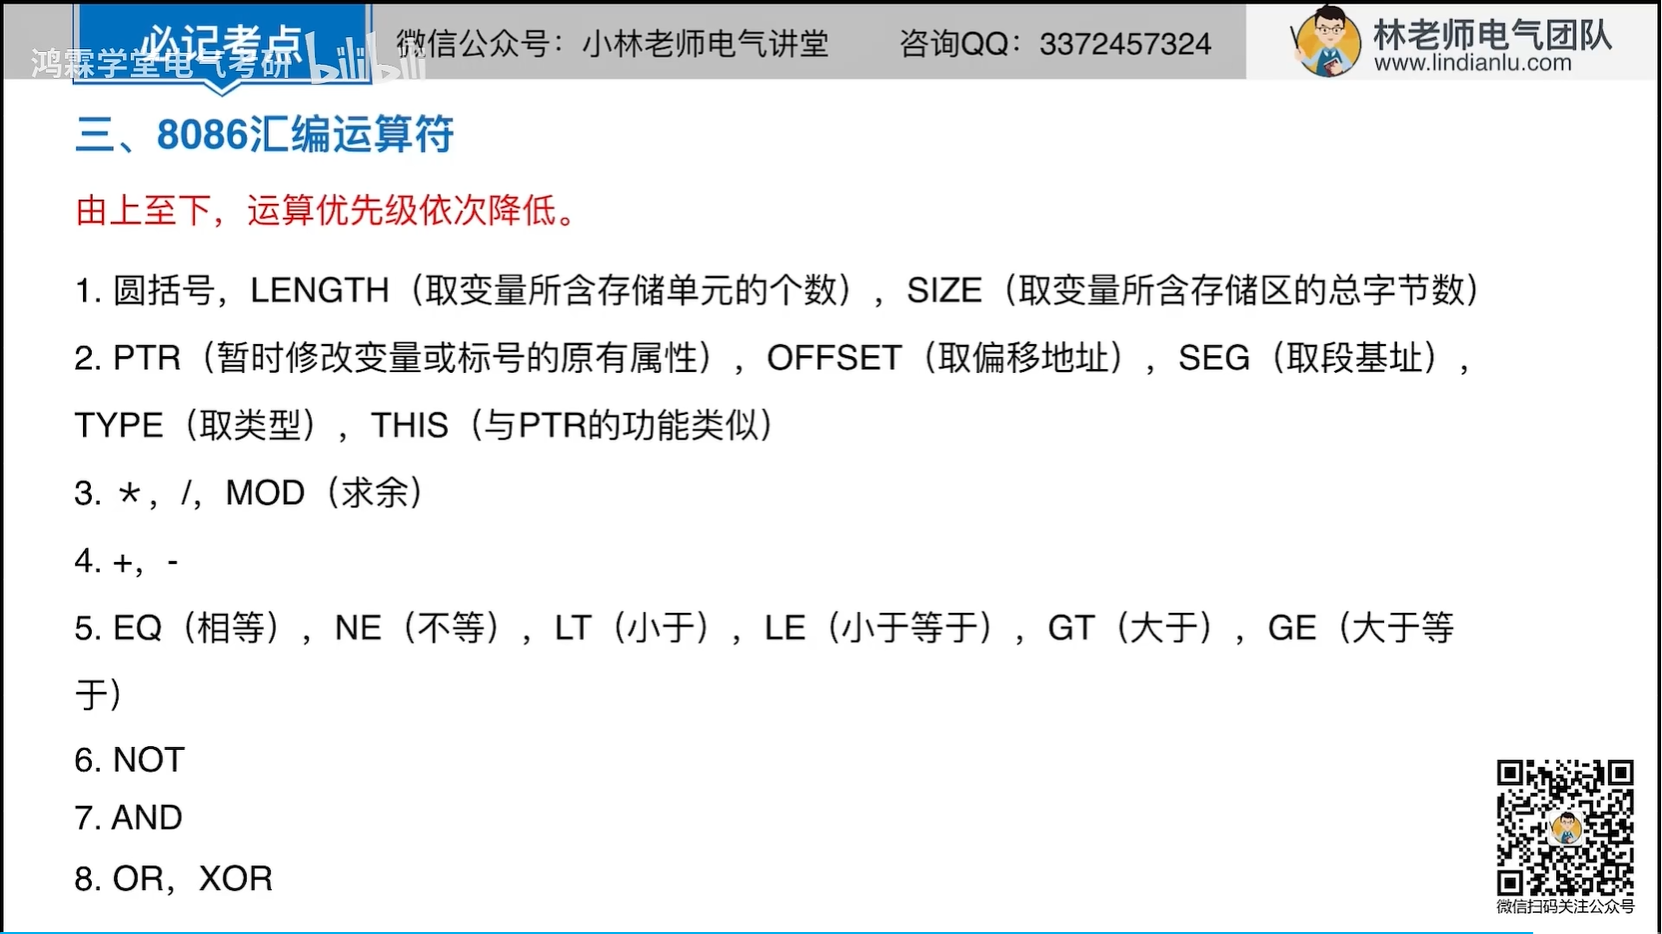 必记考点
鸿霖学堂电气考研 bilibili
微信公众号：小林老师电气讲堂 咨询QQ：3372457324
林老师电气团队
www.lindianlu.com
三、8086汇编运算符
由上至下，运算优先级依次降低。
1. 圆括号，LENGTH（取变量所含存储单元的个数），SIZE（取变量所含存储区的总字节数）
2. PTR（暂时修改变量或标号的原有属性），OFFSET（取偏移地址），SEG（取段基址），
TYPE（取类型），THIS（与PTR的功能类似）
3. *，/，MOD（求余）
4. +，-
5. EQ（相等），NE（不等），LT（小于），LE（小于等于），GT（大于），GE（大于等
于）
6. NOT
7. AND
8. OR，XOR
微信扫码关注公众号